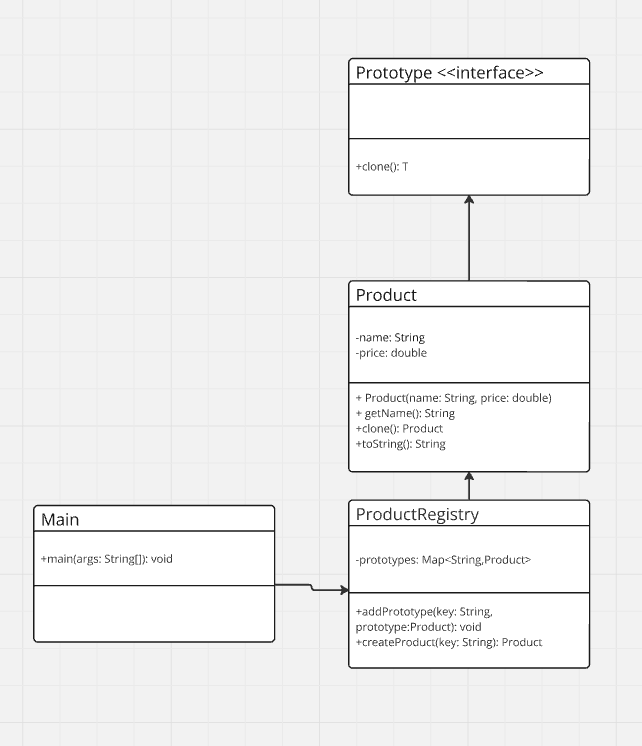 Prototype <<interface>>
+clone(): T
Product
-name: String
-price: double
+ Product(name: String, price: double)
+ getName(): String
+clone(): Product
+toString(): String
Main
+main(args: String[]): void
ProductRegistry
-prototypes: Map<String,Product>
+addPrototype(key: String,
prototype:Product): void
+createProduct(key: String): Product